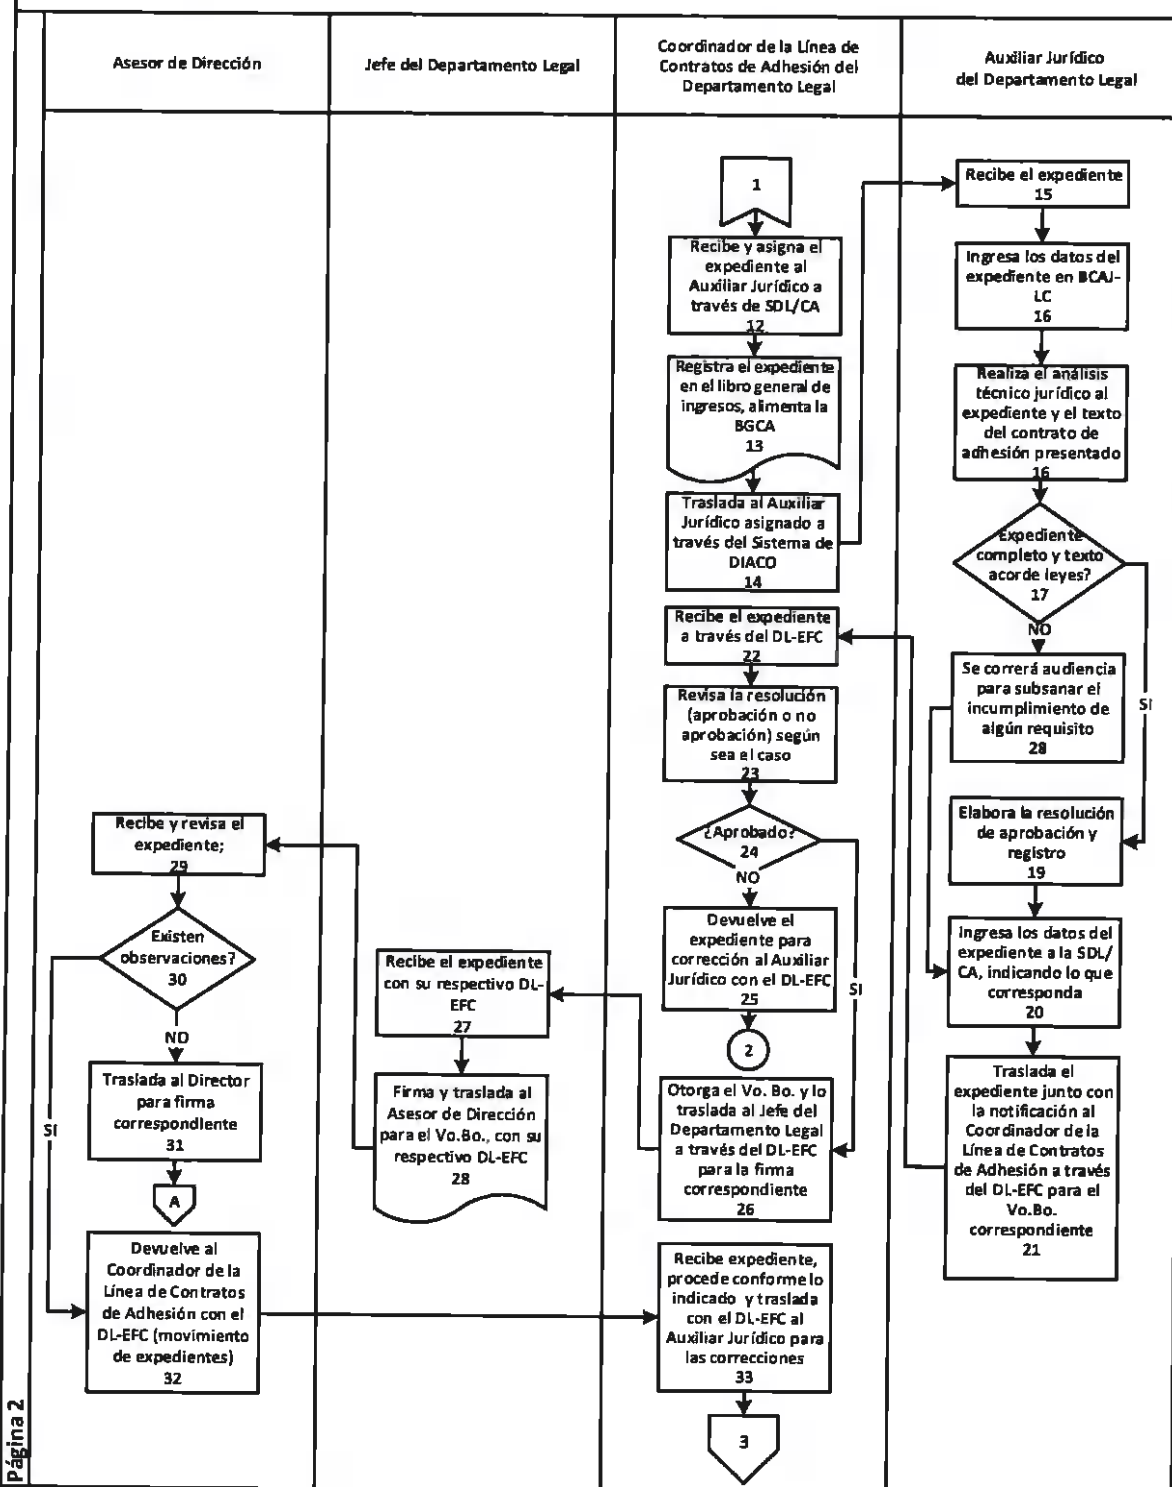 Asesor de Dirección
Jefe del Departamento Legal
Coordinador de la Línea de
Contratos de Adhesión del
Departamento Legal
Auxiliar Jurídico
del Departamento Legal
1
Recibe y asigna el
expediente al
Auxiliar Jurídico a
través de SDL/CA
12
Registra el expediente
en el libro general de
ingresos, alimenta la
BGCA
13
Traslada al Auxiliar
Jurídico asignado a
través del Sistema de
DIACO
14
Recibe el expediente
15
Ingresa los datos del
expediente en BCAJ-
LC
16
Realiza el análisis
técnico jurídico al
expediente y el texto
del contrato de
adhesión presentado
16
Expediente
completo y texto
acorde leyes?
17
NO
SI
Se correrá audiencia
para subsanar el
incumplimiento de
algún requisito
28
Elabora la resolución
de aprobación y
registro
19
Ingresa los datos del
expediente a la SDL/
CA, indicando lo que
corresponda
20
Traslada el
expediente junto con
la notificación al
Coordinador de la
Línea de Contratos
de Adhesión a través
del DL-EFC para el
Vo.Bo.
correspondiente
21
Recibe el expediente
a través del DL-EFC
22
Revisa la resolución
(aprobación o no
aprobación) según
sea el caso
23
¿Aprobado?
24
NO
SI
Devuelve el
expediente para
corrección al Auxiliar
Jurídico con el DL-EFC
25
2
Otorga el Vo. Bo. y lo
traslada al Jefe del
Departamento Legal
a través del DL-EFC
para la firma
correspondiente
26
Recibe el expediente
con su respectivo DL-
EFC
27
Firma y traslada al
Asesor de Dirección
para el Vo.Bo., con su
respectivo DL-EFC
28
Recibe y revisa el
expediente;
29
Existen
observaciones?
30
NO
SI
Traslada al Director
para firma
correspondiente
31
A
Devuelve al
Coordinador de la
Línea de Contratos
de Adhesión con el
DL-EFC (movimiento
de expedientes)
32
Recibe expediente,
procede conforme lo
indicado y traslada
con el DL-EFC al
Auxiliar Jurídico para
las correcciones
33
3
Página 2